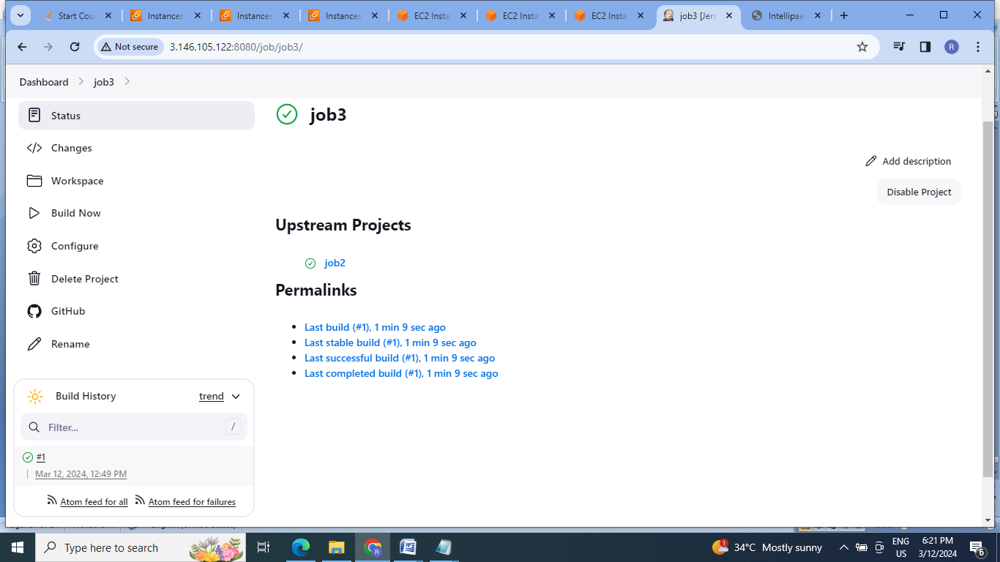 Start Cou
Instances
Instances
Instances
EC2 Insta
EC2 Insta
EC2 Insta
job3 [Jen
Intellipaa
Not secure
3.146.105.122:8080/job/job3/
R
Dashboard
job3
Status
Changes
Workspace
Build Now
Configure
Delete Project
GitHub
Rename
Build History
trend
Filter...
/
#1
Mar 12, 2024, 12:49 PM
Atom feed for all
Atom feed for failures
job3
Add description
Disable Project
Upstream Projects
job2
Permalinks
Last build (#1), 1 min 9 sec ago
Last stable build (#1), 1 min 9 sec ago
Last successful build (#1), 1 min 9 sec ago
Last completed build (#1), 1 min 9 sec ago
Type here to search
R
W
1
34°C Mostly sunny
ENG
US
6:21 PM
3/12/2024
6